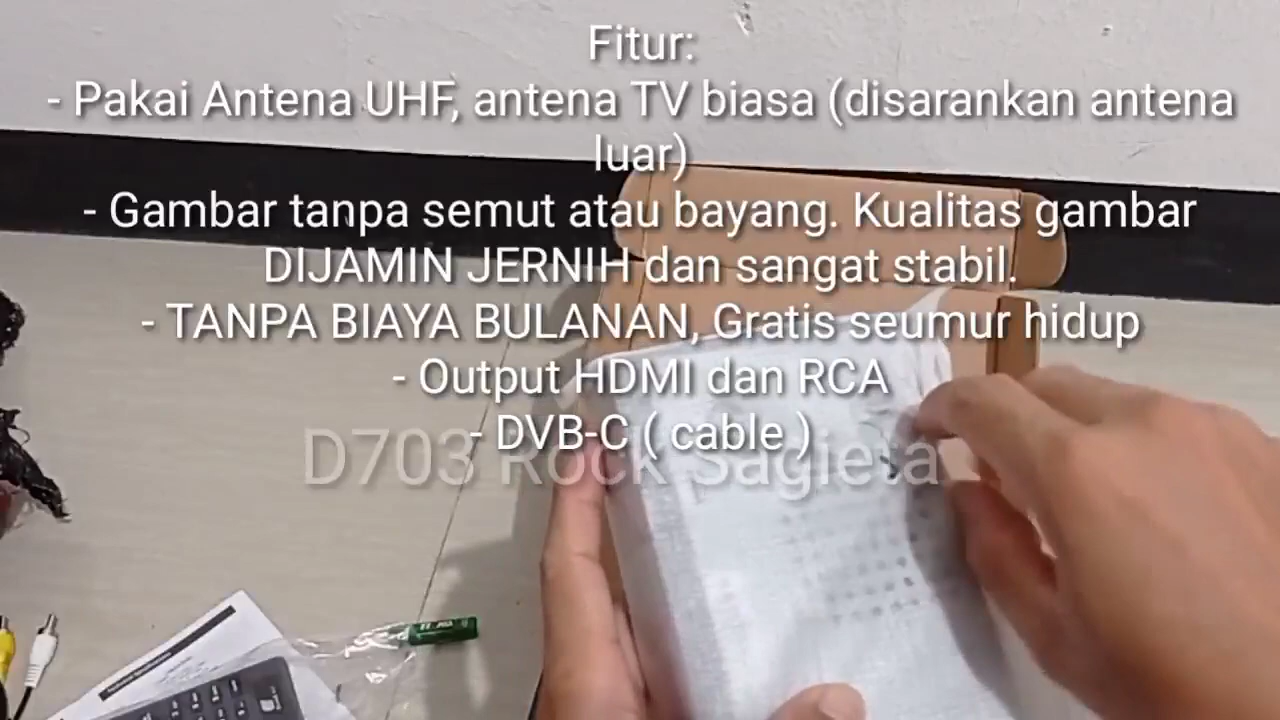 Fitur:
- Pakai Antena UHF, antena TV biasa (disarankan antena
luar)
- Gambar tanpa semut atau bayang. Kualitas gambar
DIJAMIN JERNIH dan sangat stabil.
- TANPA BIAYA BULANAN, Gratis seumur hidup
- Output HDMI dan RCA
- DVB-C ( cable )
D703 Rock Sagieta